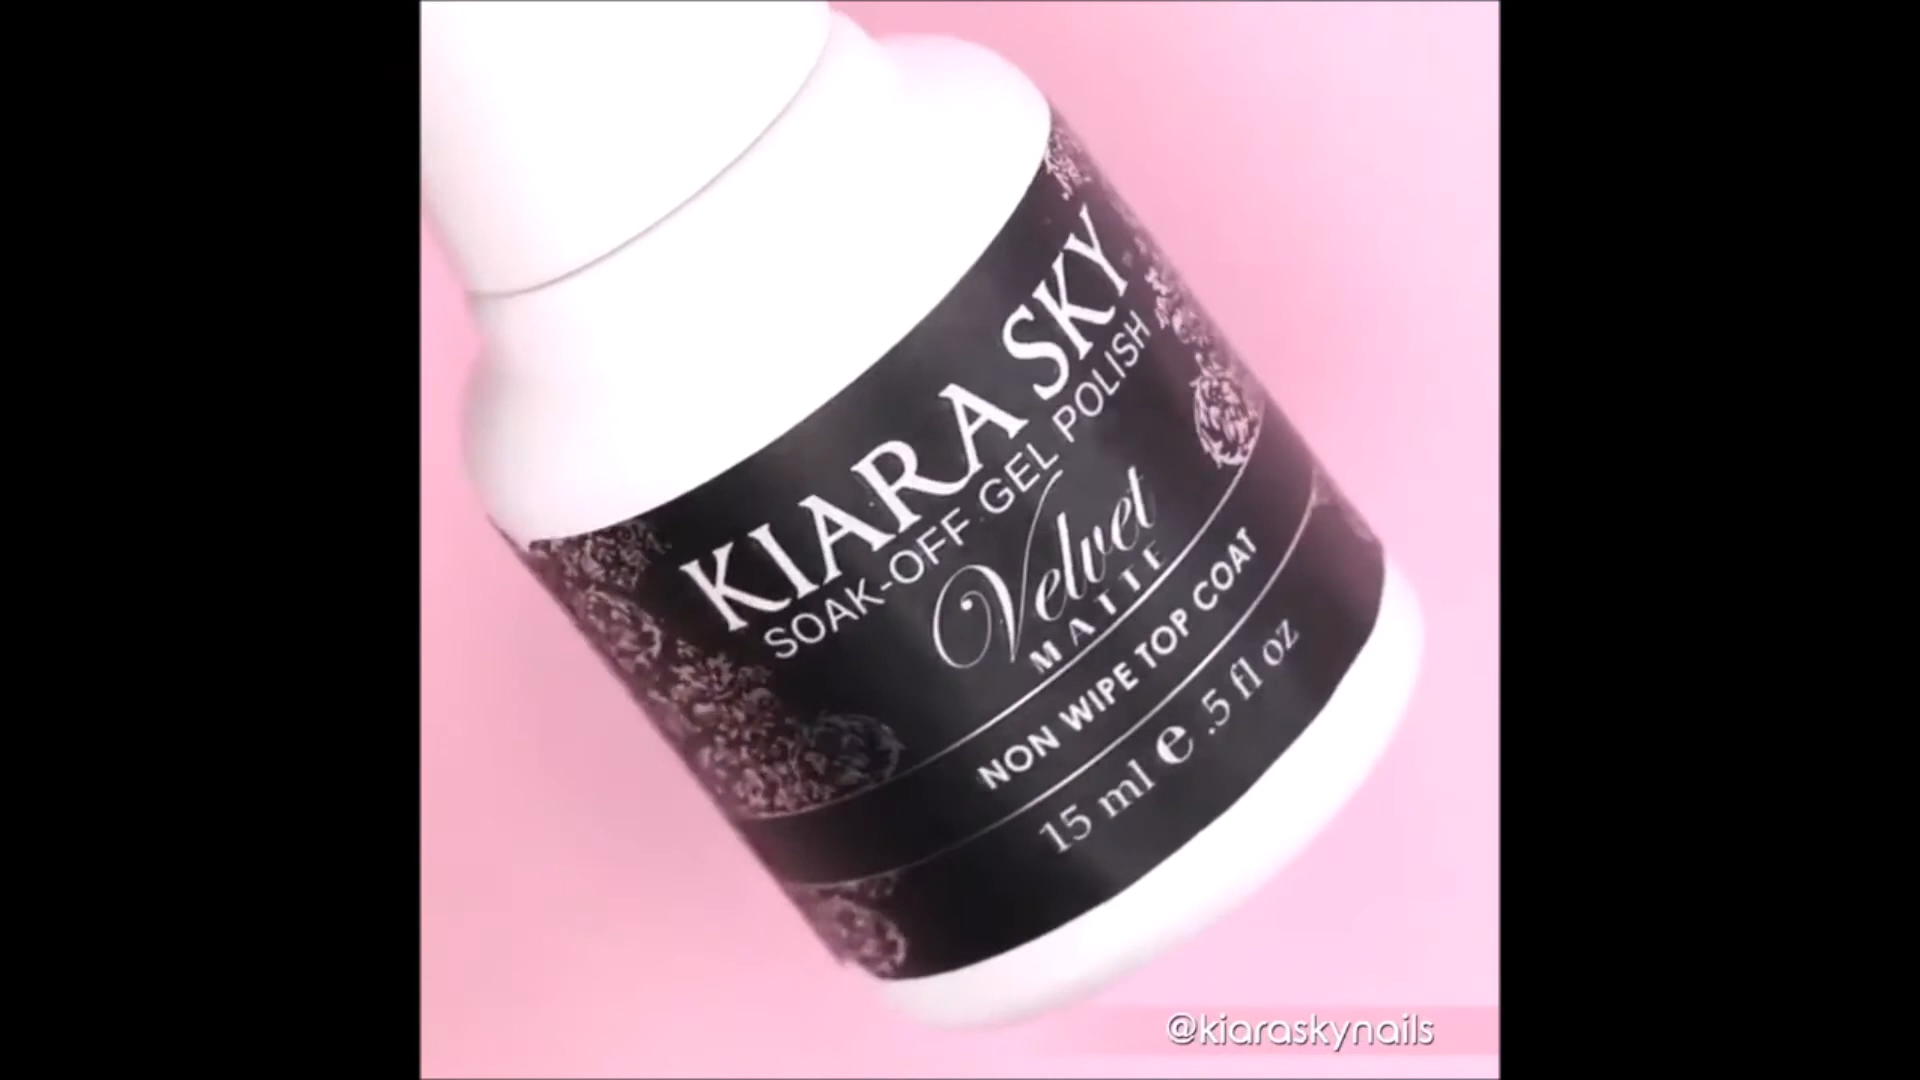 KIARA SKY
SOAK-OFF GEL POLISH
Velvet
MATTE
NON WIPE TOP COAT
15 ml e .5 fl oz
@kiaraskynails